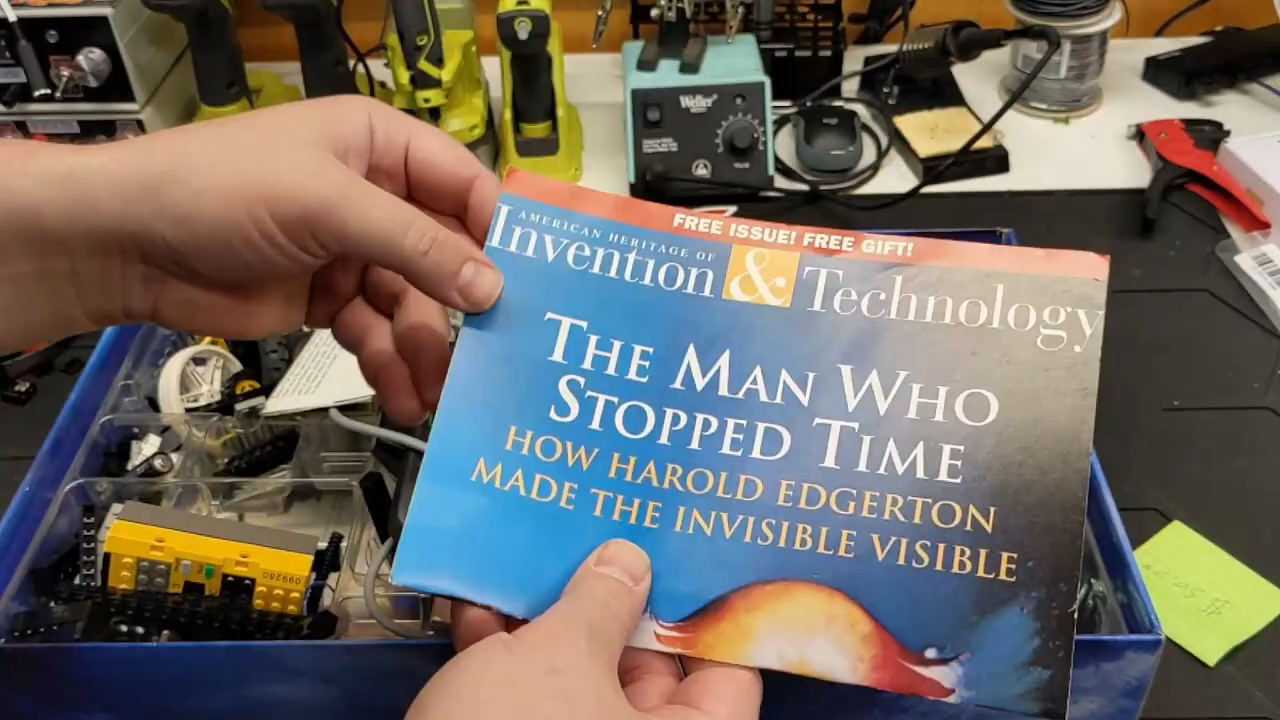 Weller
FREE ISSUE! FREE GIFT!
AMERICAN HERITAGE OF
Invention & Technology
THE MAN WHO
STOPPED TIME
HOW HAROLD EDGERTON
MADE THE INVISIBLE VISIBLE
099280